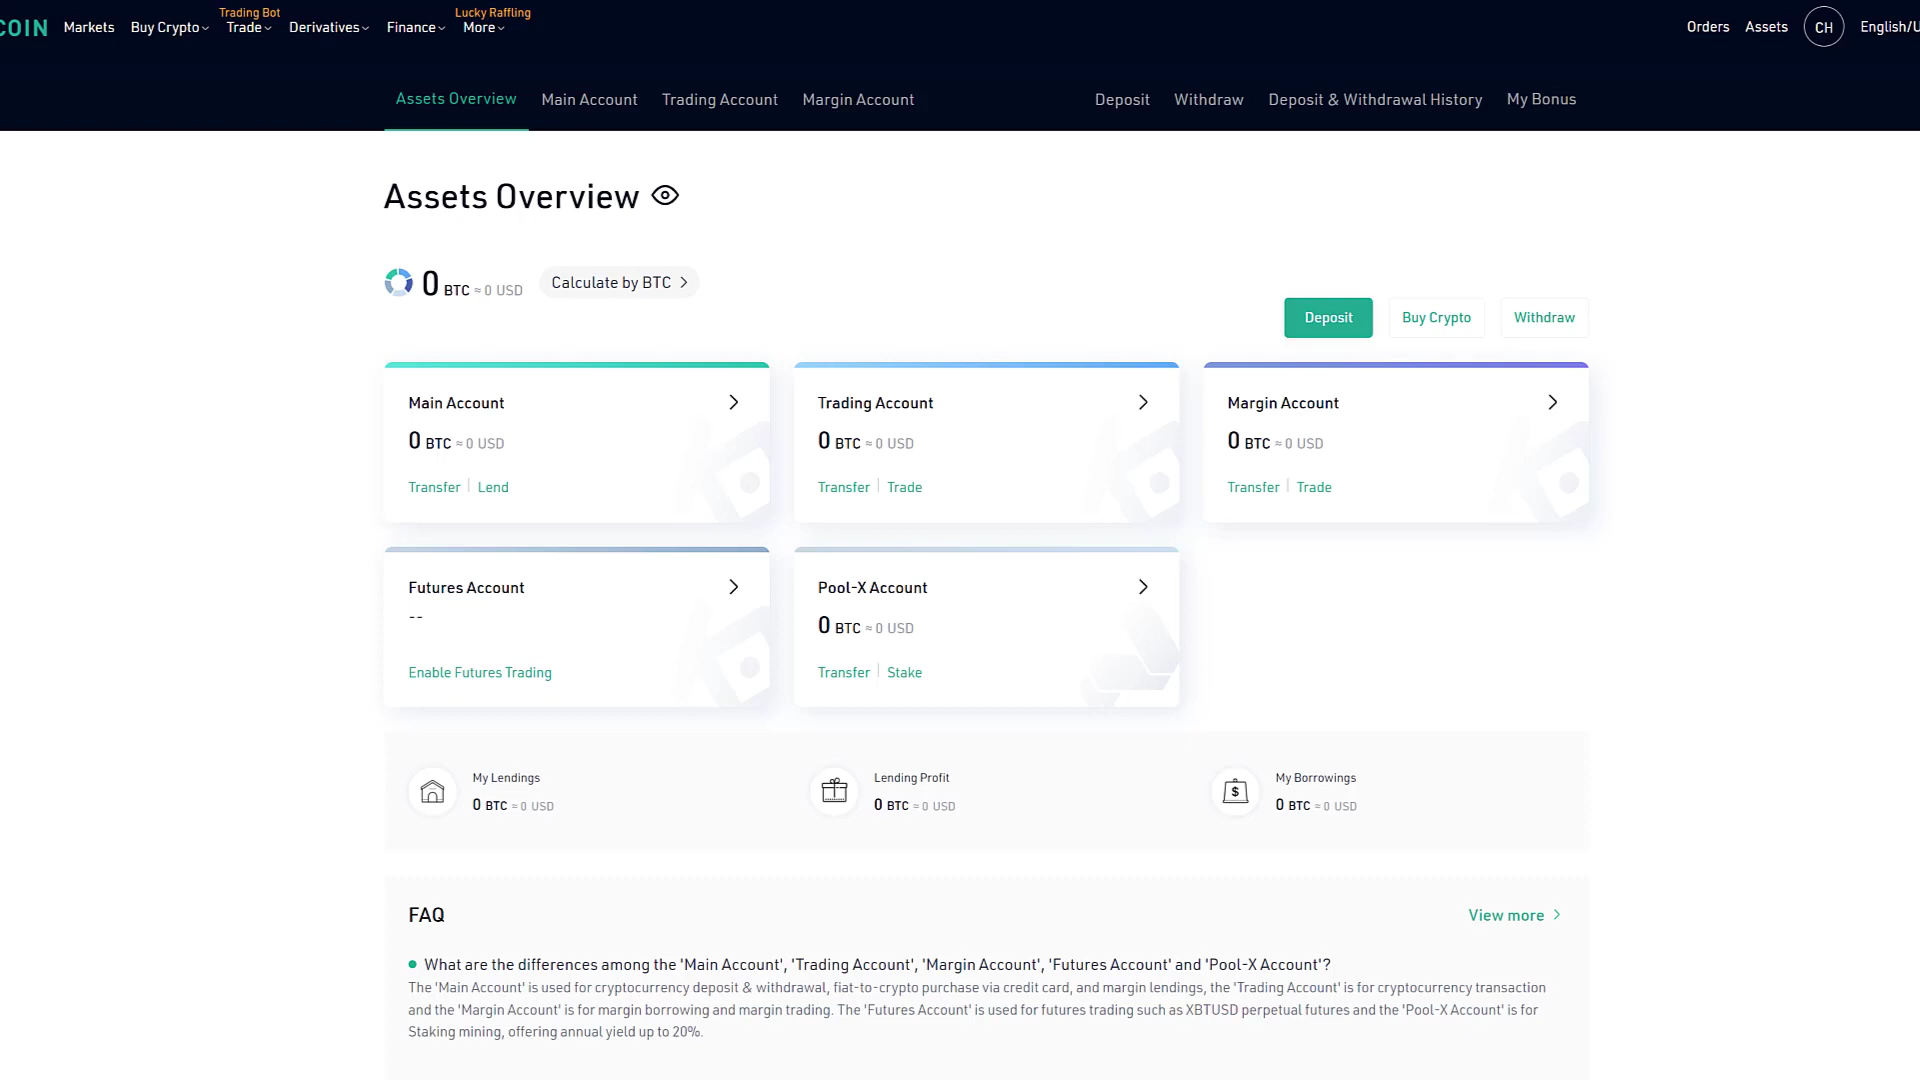 COIN Markets Buy Crypto Trading Bot Trade Derivatives Finance Lucky Raffling More Orders Assets CH English/U
Assets Overview Main Account Trading Account Margin Account Deposit Withdraw Deposit & Withdrawal History My Bonus
Assets Overview
0 BTC ≈ 0 USD Calculate by BTC
Deposit Buy Crypto Withdraw
Main Account
0 BTC ≈ 0 USD
Transfer | Lend
Trading Account
0 BTC ≈ 0 USD
Transfer | Trade
Margin Account
0 BTC ≈ 0 USD
Transfer | Trade
Futures Account
--
Enable Futures Trading
Pool-X Account
0 BTC ≈ 0 USD
Transfer | Stake
My Lendings
0 BTC ≈ 0 USD
Lending Profit
0 BTC ≈ 0 USD
My Borrowings
0 BTC ≈ 0 USD
FAQ
View more
What are the differences among the 'Main Account', 'Trading Account', 'Margin Account', 'Futures Account' and 'Pool-X Account'?
The 'Main Account' is used for cryptocurrency deposit & withdrawal, fiat-to-crypto purchase via credit card, and margin lendings, the 'Trading Account' is for cryptocurrency transaction
and the 'Margin Account' is for margin borrowing and margin trading. The 'Futures Account' is used for futures trading such as XBTUSD perpetual futures and the 'Pool-X Account' is for
Staking mining, offering annual yield up to 20%.